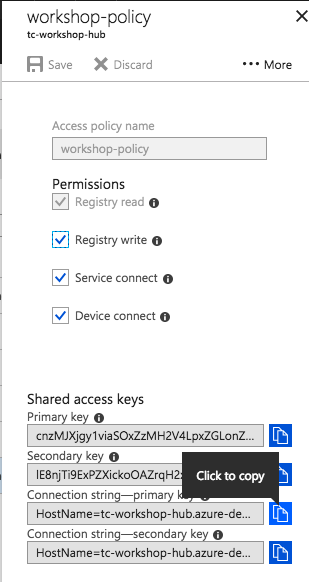 workshop-policy
tc-workshop-hub
Save Discard ••• More
Access policy name
workshop-policy
Permissions
Registry read
Registry write
Service connect
Device connect
Shared access keys
Primary key
cnzMJXjgy1viaSOxZzMH2V4LpxZGLonZ...
Secondary key
lE8njTi9ExPZXickoOAZrqH2
Click to copy
Connection string—primary key
HostName=tc-workshop-hub.azure-de...
Connection string—secondary key
HostName=tc-workshop-hub.azure-de...